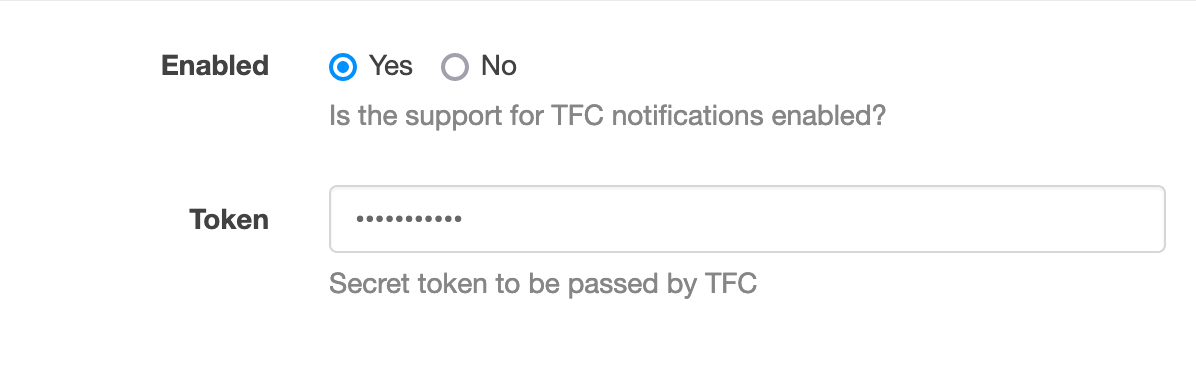 Enabled Yes No
Is the support for TFC notifications enabled?
Token •••••••••••
Secret token to be passed by TFC